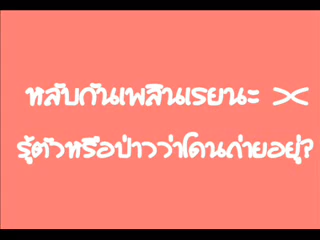 หลับกันเพลินเรยนะ ><
รู้ตัวหรือป่าวว่าโดนถ่ายอยู่?